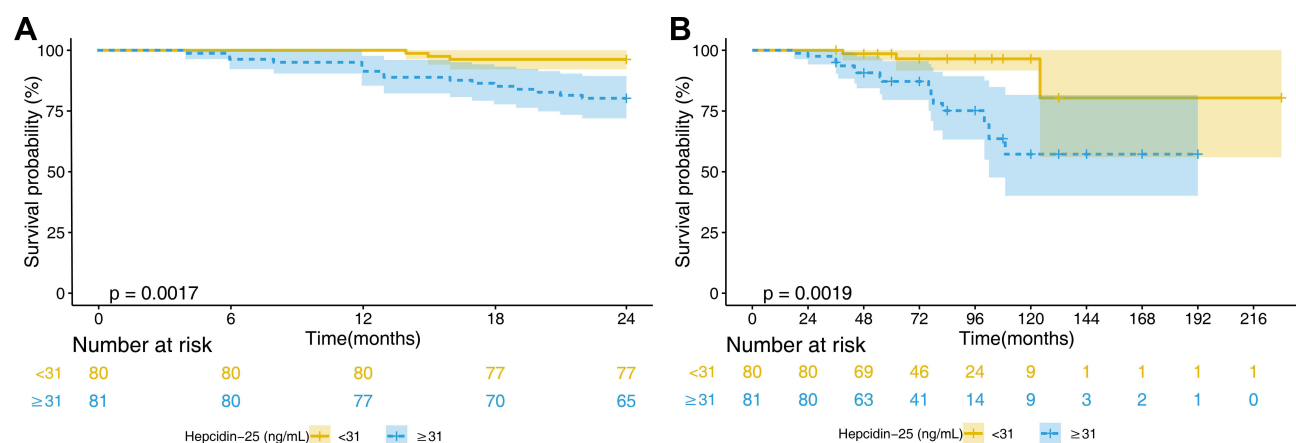 A
Survival probability (%)
100
75
50
25
0
p = 0.0017
0 6 12 18 24
Time(months)
Number at risk
<31 80 80 80 77 77
≥31 81 80 77 70 65
Hepcidin−25 (ng/mL) <31 ≥31
B
Survival probability (%)
100
75
50
25
0
p = 0.0019
0 24 48 72 96 120 144 168 192 216
Time(months)
Number at risk
<31 80 80 69 46 24 9 1 1 1 1
≥31 81 80 63 41 14 9 3 2 1 0
Hepcidin−25 (ng/mL) <31 ≥31